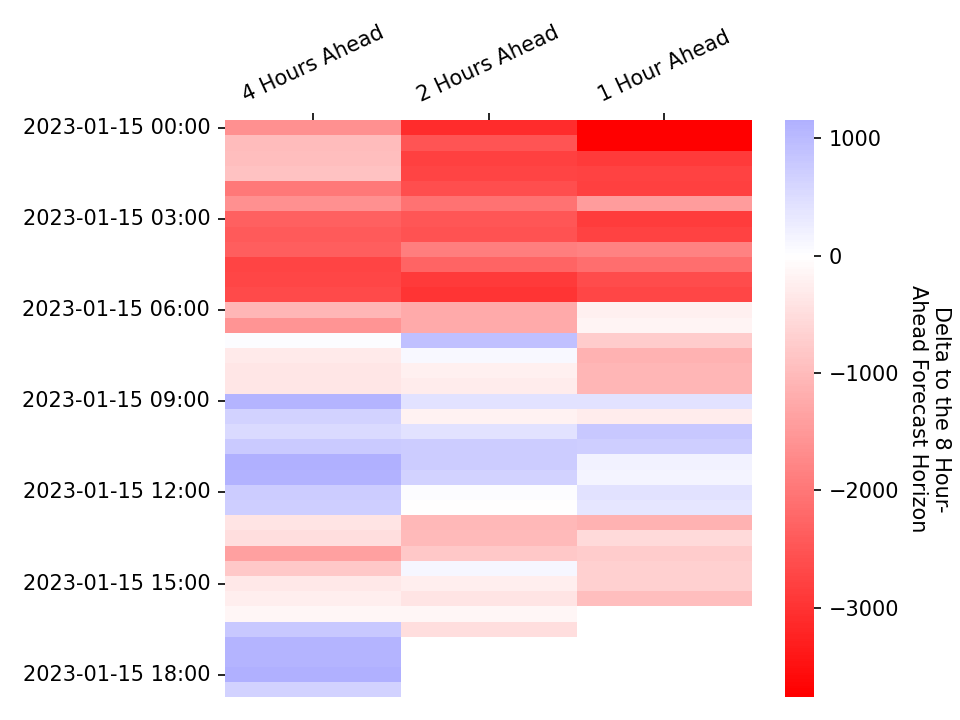 4 Hours Ahead
2 Hours Ahead
1 Hour Ahead
2023-01-15 00:00
2023-01-15 03:00
2023-01-15 06:00
2023-01-15 09:00
2023-01-15 12:00
2023-01-15 15:00
2023-01-15 18:00
1000
0
−1000
−2000
−3000
Delta to the 8 Hour-
Ahead Forecast Horizon